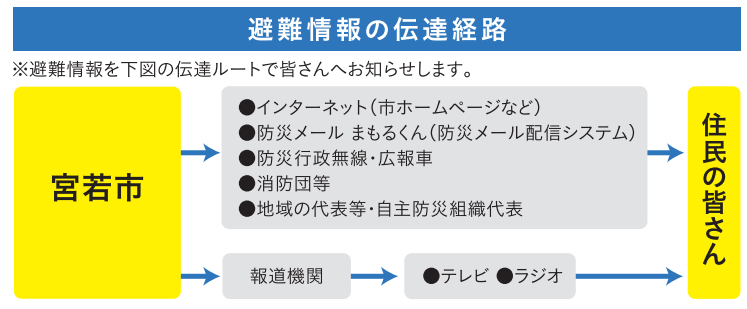 避難情報の伝達経路
※避難情報を下図の伝達ルートで皆さんへお知らせします。
宮若市
●インターネット(市ホームページなど)
●防災メール まもるくん(防災メール配信システム)
●防災行政無線・広報車
●消防団等
●地域の代表等・自主防災組織代表
報道機関
●テレビ ●ラジオ
住民の皆さん